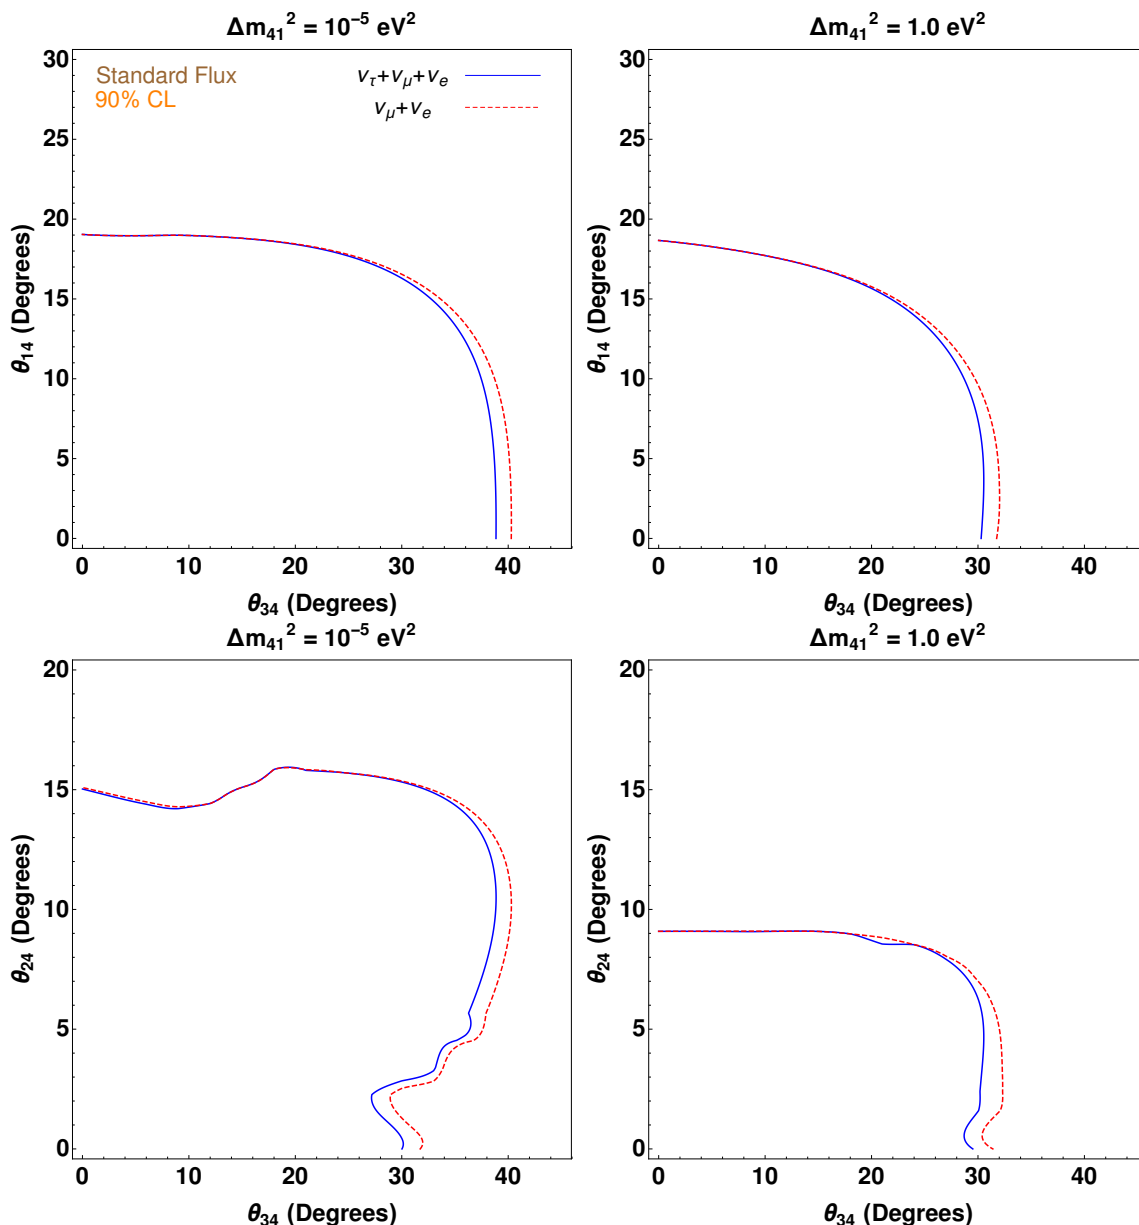 Δm₄₁² = 10⁻⁵ eV²
Standard Flux
90% CL
ντ+νμ+νe
νμ+νe
30
25
20
15
10
5
0
θ₁₄ (Degrees)
0 10 20 30 40
θ₃₄ (Degrees)
Δm₄₁² = 1.0 eV²
30
25
20
15
10
5
0
θ₁₄ (Degrees)
0 10 20 30 40
θ₃₄ (Degrees)
Δm₄₁² = 10⁻⁵ eV²
20
15
10
5
0
θ₂₄ (Degrees)
0 10 20 30 40
θ₃₄ (Degrees)
Δm₄₁² = 1.0 eV²
20
15
10
5
0
θ₂₄ (Degrees)
0 10 20 30 40
θ₃₄ (Degrees)